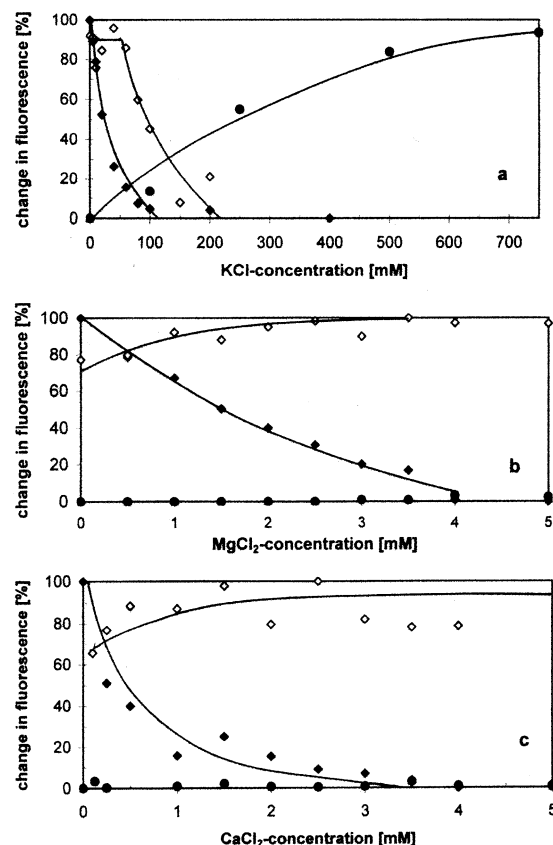 change in fluorescence [%]
100
80
60
40
20
0
a
0 100 200 300 400 500 600 700
KCl-concentration [mM]
change in fluorescence [%]
100
80
60
40
20
0
b
0 1 2 3 4 5
MgCl₂-concentration [mM]
change in fluorescence [%]
100
80
60
40
20
0
c
0 1 2 3 4 5
CaCl₂-concentration [mM]